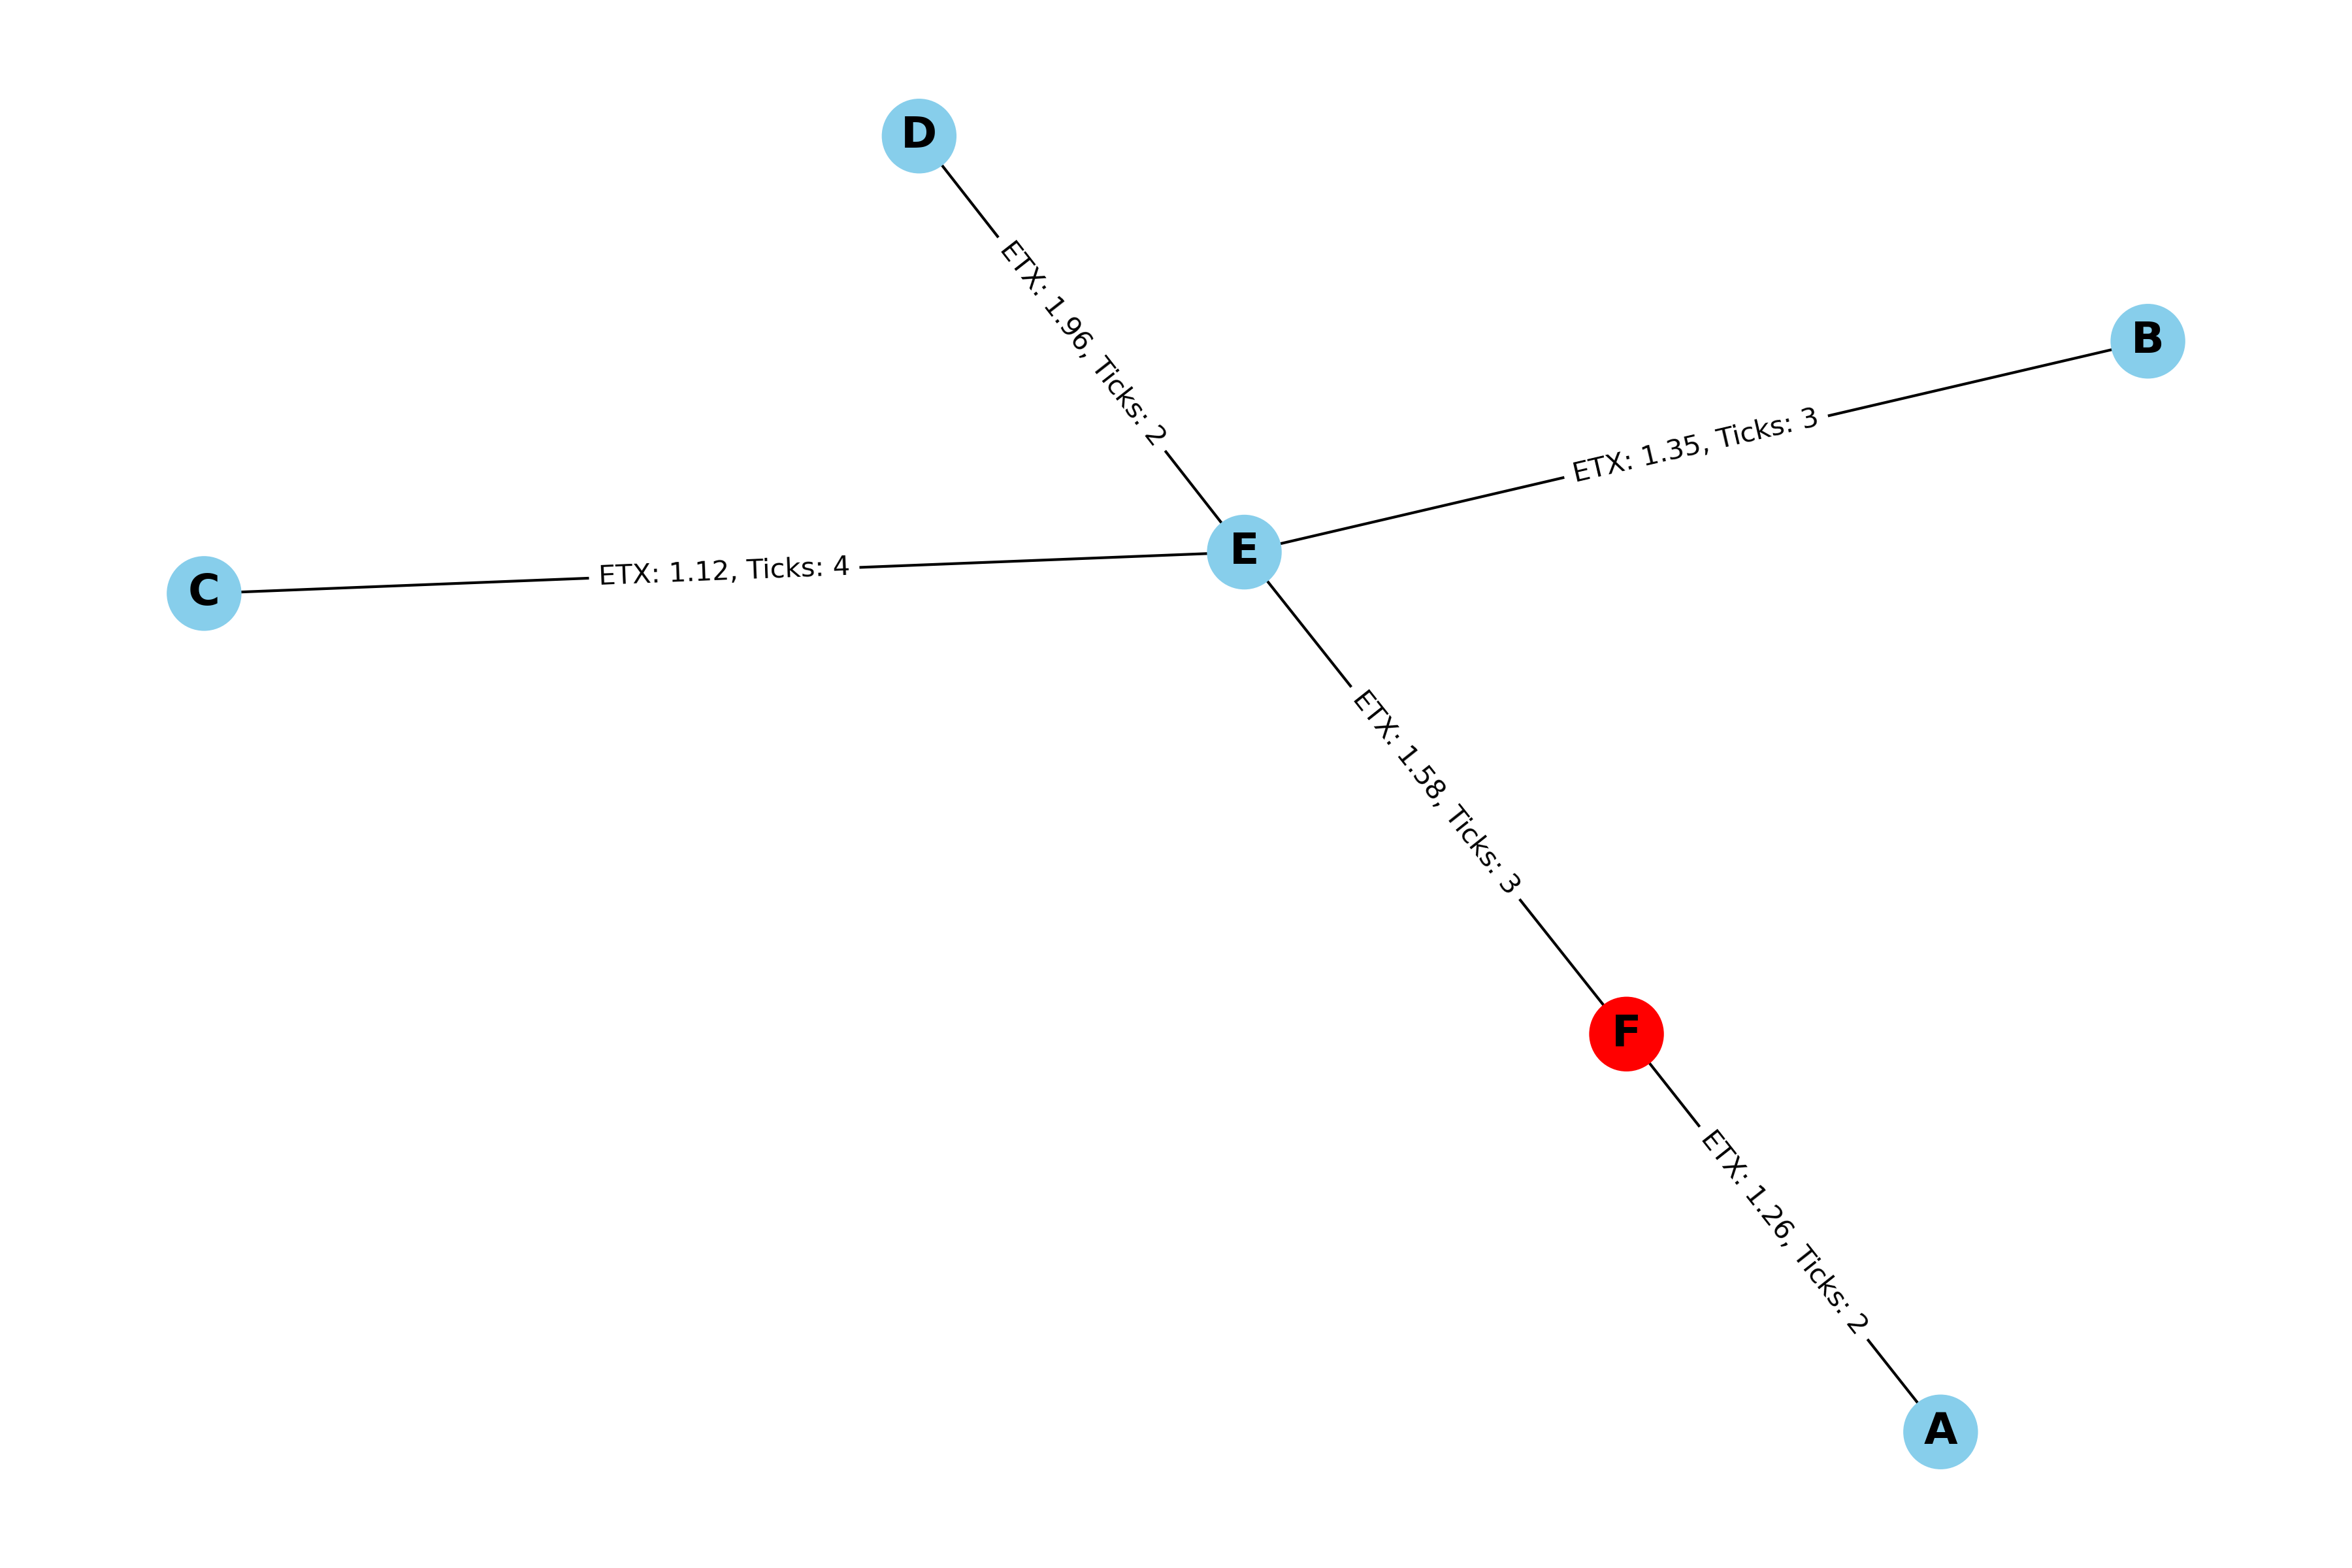 D
ETX: 1.96, Ticks: 2
B
ETX: 1.35, Ticks: 3
E
C
ETX: 1.12, Ticks: 4
ETX: 1.58, Ticks: 3
F
ETX: 1.26, Ticks: 2
A